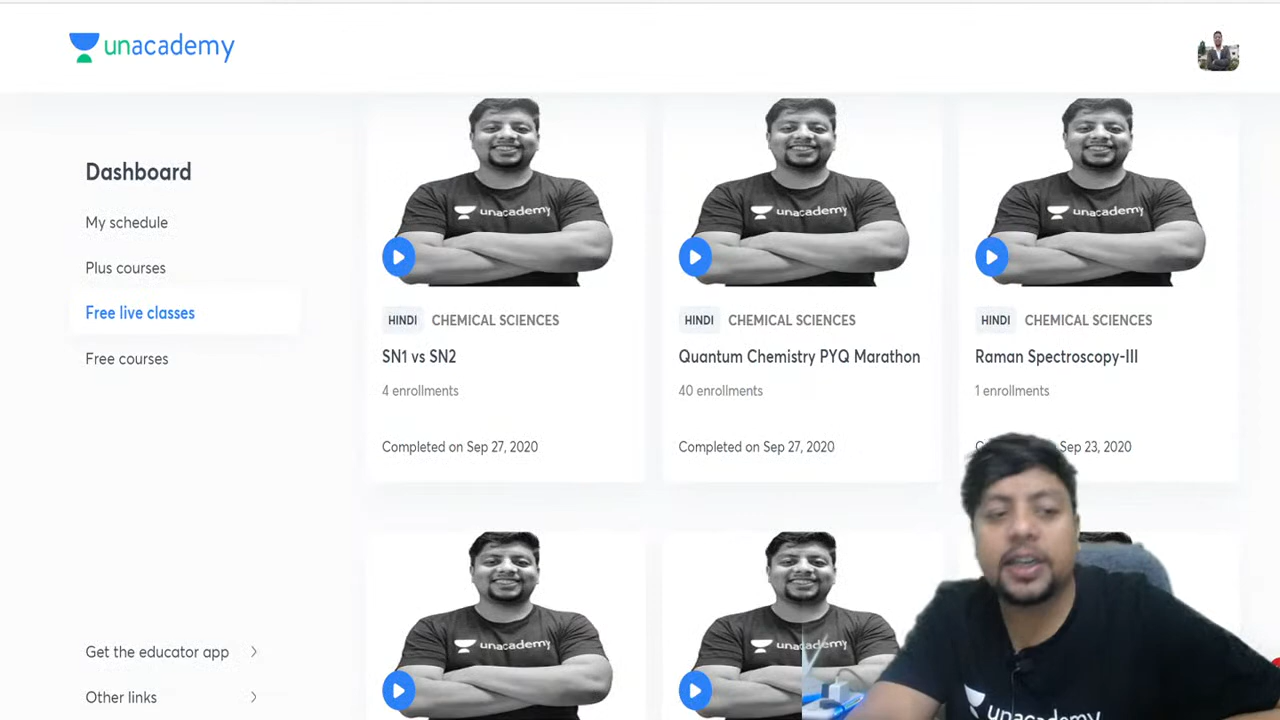 unacademy
Dashboard
My schedule
Plus courses
Free live classes
Free courses
Get the educator app
Other links
unacademy
HINDI CHEMICAL SCIENCES
SN1 vs SN2
4 enrollments
Completed on Sep 27, 2020
unacademy
HINDI CHEMICAL SCIENCES
Quantum Chemistry PYQ Marathon
40 enrollments
Completed on Sep 27, 2020
unacademy
HINDI CHEMICAL SCIENCES
Raman Spectroscopy-III
1 enrollments
Sep 23, 2020
unacademy
unacademy
unacademy